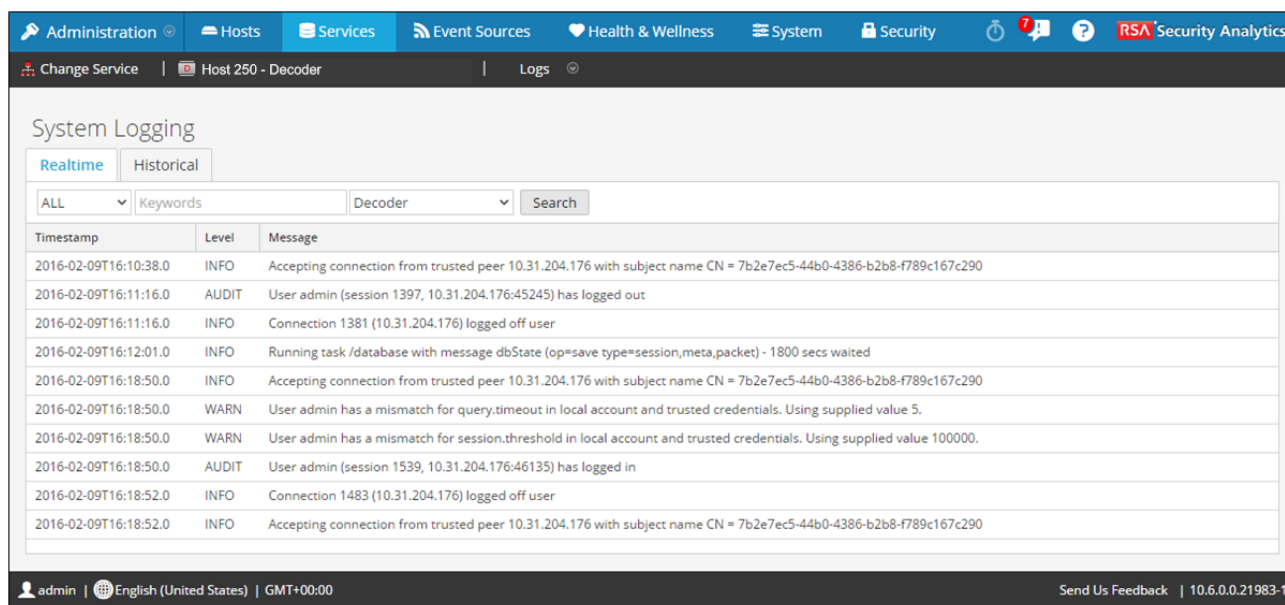 Administration Hosts Services Event Sources Health & Wellness System Security 7 ? RSA Security Analytics
Change Service | D Host 250 - Decoder | Logs
System Logging
Realtime Historical
ALL Keywords Decoder Search
Timestamp Level Message
2016-02-09T16:10:38.0 INFO Accepting connection from trusted peer 10.31.204.176 with subject name CN = 7b2e7ec5-44b0-4386-b2b8-f789c167c290
2016-02-09T16:11:16.0 AUDIT User admin (session 1397, 10.31.204.176:45245) has logged out
2016-02-09T16:11:16.0 INFO Connection 1381 (10.31.204.176) logged off user
2016-02-09T16:12:01.0 INFO Running task /database with message dbState (op=save type=session,meta,packet) - 1800 secs waited
2016-02-09T16:18:50.0 INFO Accepting connection from trusted peer 10.31.204.176 with subject name CN = 7b2e7ec5-44b0-4386-b2b8-f789c167c290
2016-02-09T16:18:50.0 WARN User admin has a mismatch for query.timeout in local account and trusted credentials. Using supplied value 5.
2016-02-09T16:18:50.0 WARN User admin has a mismatch for session.threshold in local account and trusted credentials. Using supplied value 100000.
2016-02-09T16:18:50.0 AUDIT User admin (session 1539, 10.31.204.176:46135) has logged in
2016-02-09T16:18:52.0 INFO Connection 1483 (10.31.204.176) logged off user
2016-02-09T16:18:52.0 INFO Accepting connection from trusted peer 10.31.204.176 with subject name CN = 7b2e7ec5-44b0-4386-b2b8-f789c167c290
admin | English (United States) | GMT+00:00 Send Us Feedback | 10.6.0.0.21983-1